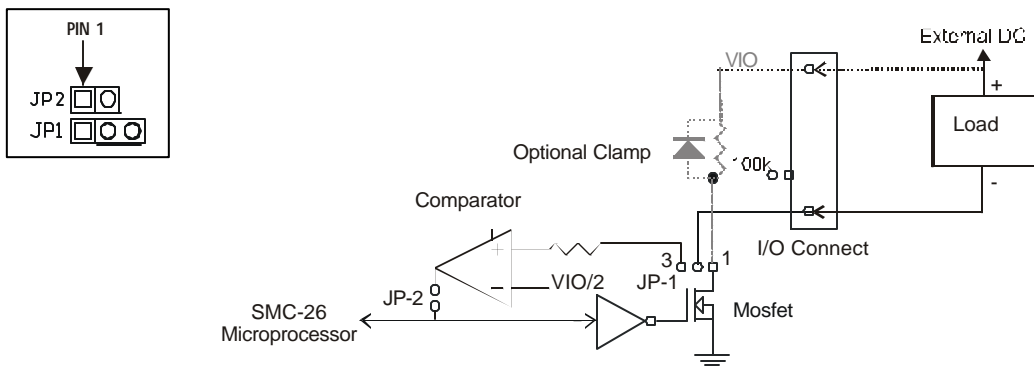 PIN 1
JP2
JP1
External DC
VIO
+
Load
-
Optional Clamp
100k
Comparator
I/O Connect
+
3
1
VIO/2
JP-1
JP-2
Mosfet
SMC-26
Microprocessor